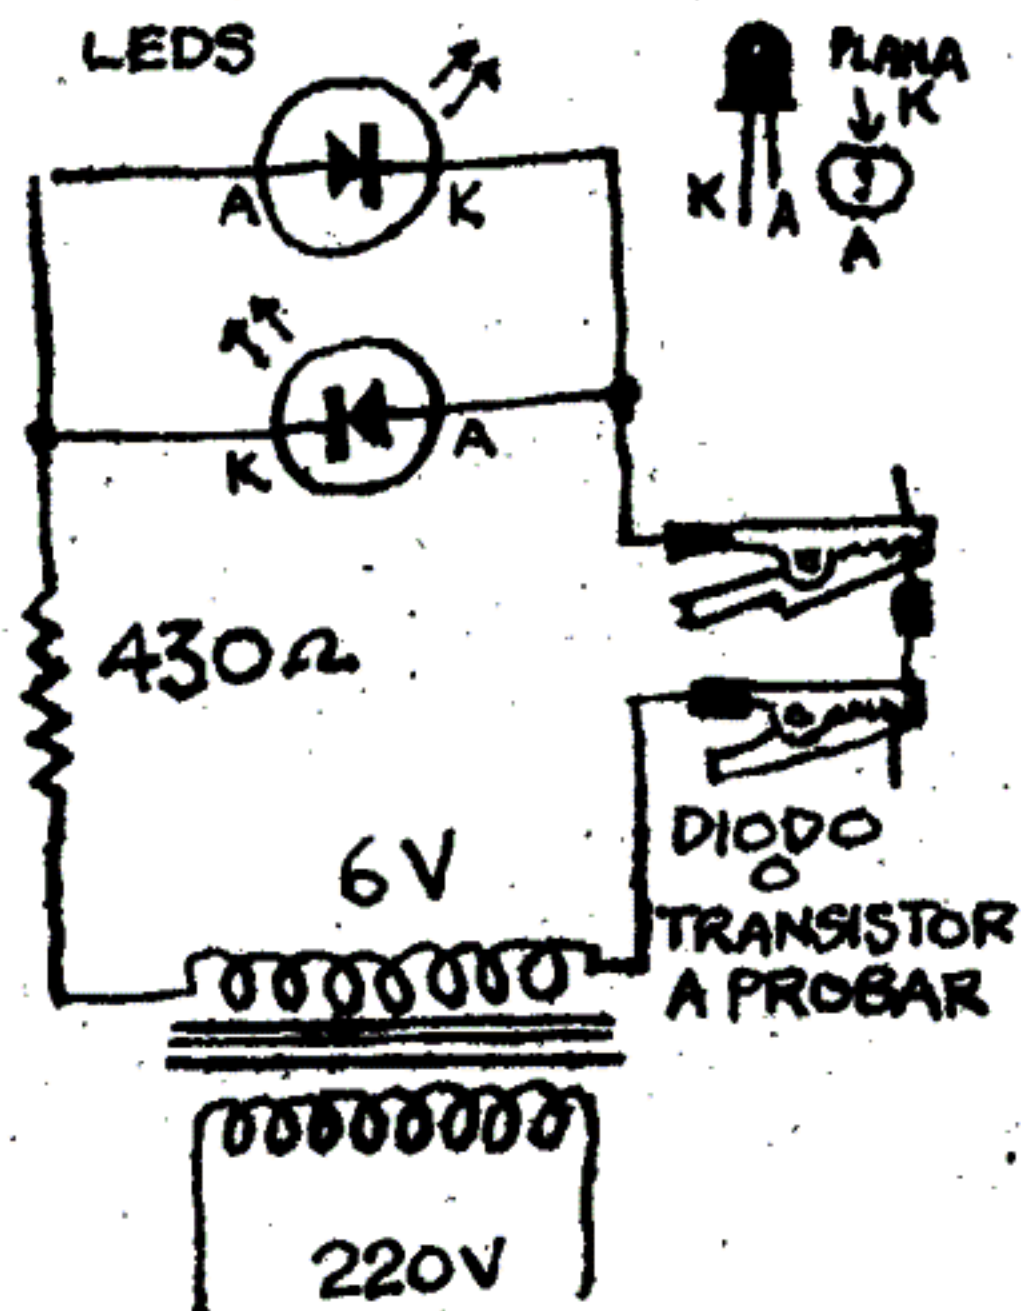 LEDS
PLANA
K
A K
K A
A
K A
430Ω
6V
DIODO
O
TRANSISTOR
A PROBAR
220V